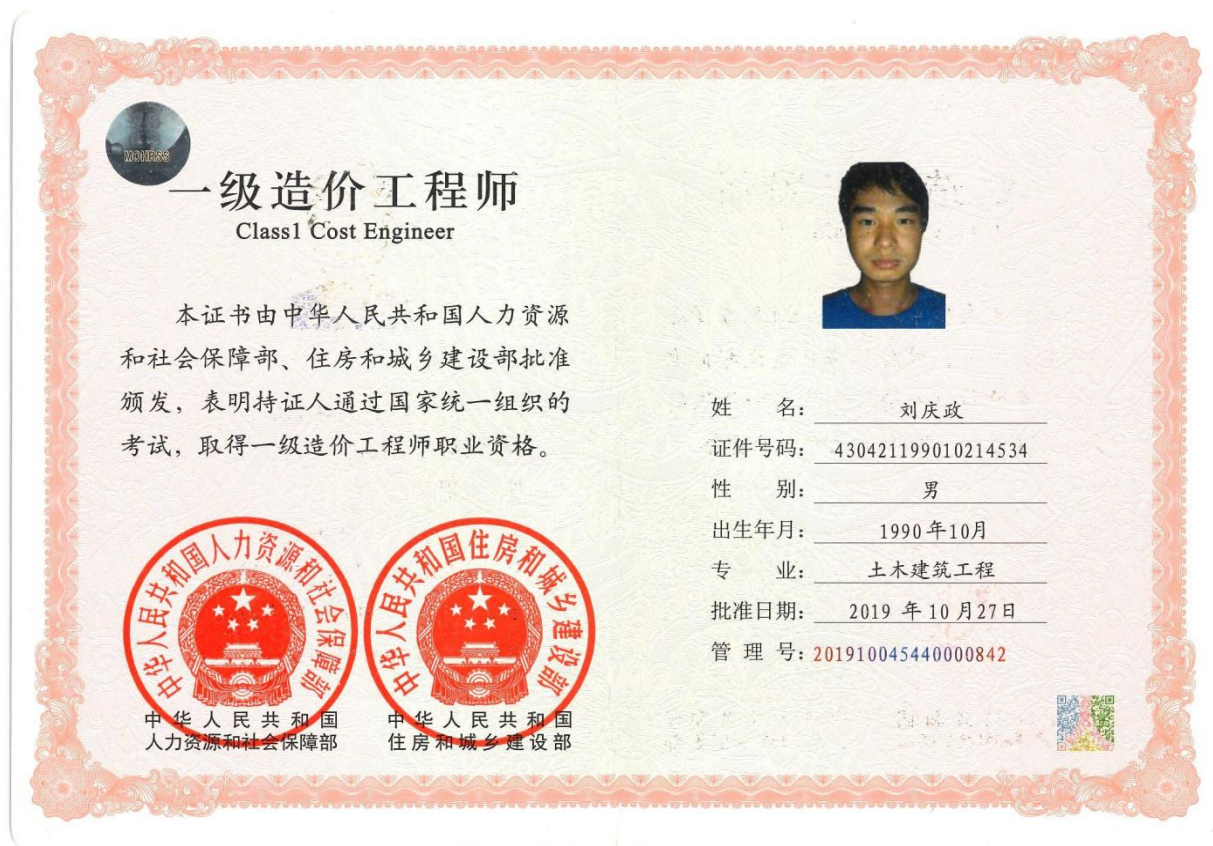 MOHRSS
一级造价工程师
Class1 Cost Engineer
本证书由中华人民共和国人力资源
和社会保障部、住房和城乡建设部批准
颁发，表明持证人通过国家统一组织的
考试，取得一级造价工程师职业资格。
中华人民共和国人力资源和社会保障部
中华人民共和国住房和城乡建设部
中华人民共和国
人力资源和社会保障部
中华人民共和国
住房和城乡建设部
姓 名： 刘庆政
证件号码： 430421199010214534
性 别： 男
出生年月： 1990年10月
专 业： 土木建筑工程
批准日期： 2019 年 10 月27日
管 理 号：201910045440000842